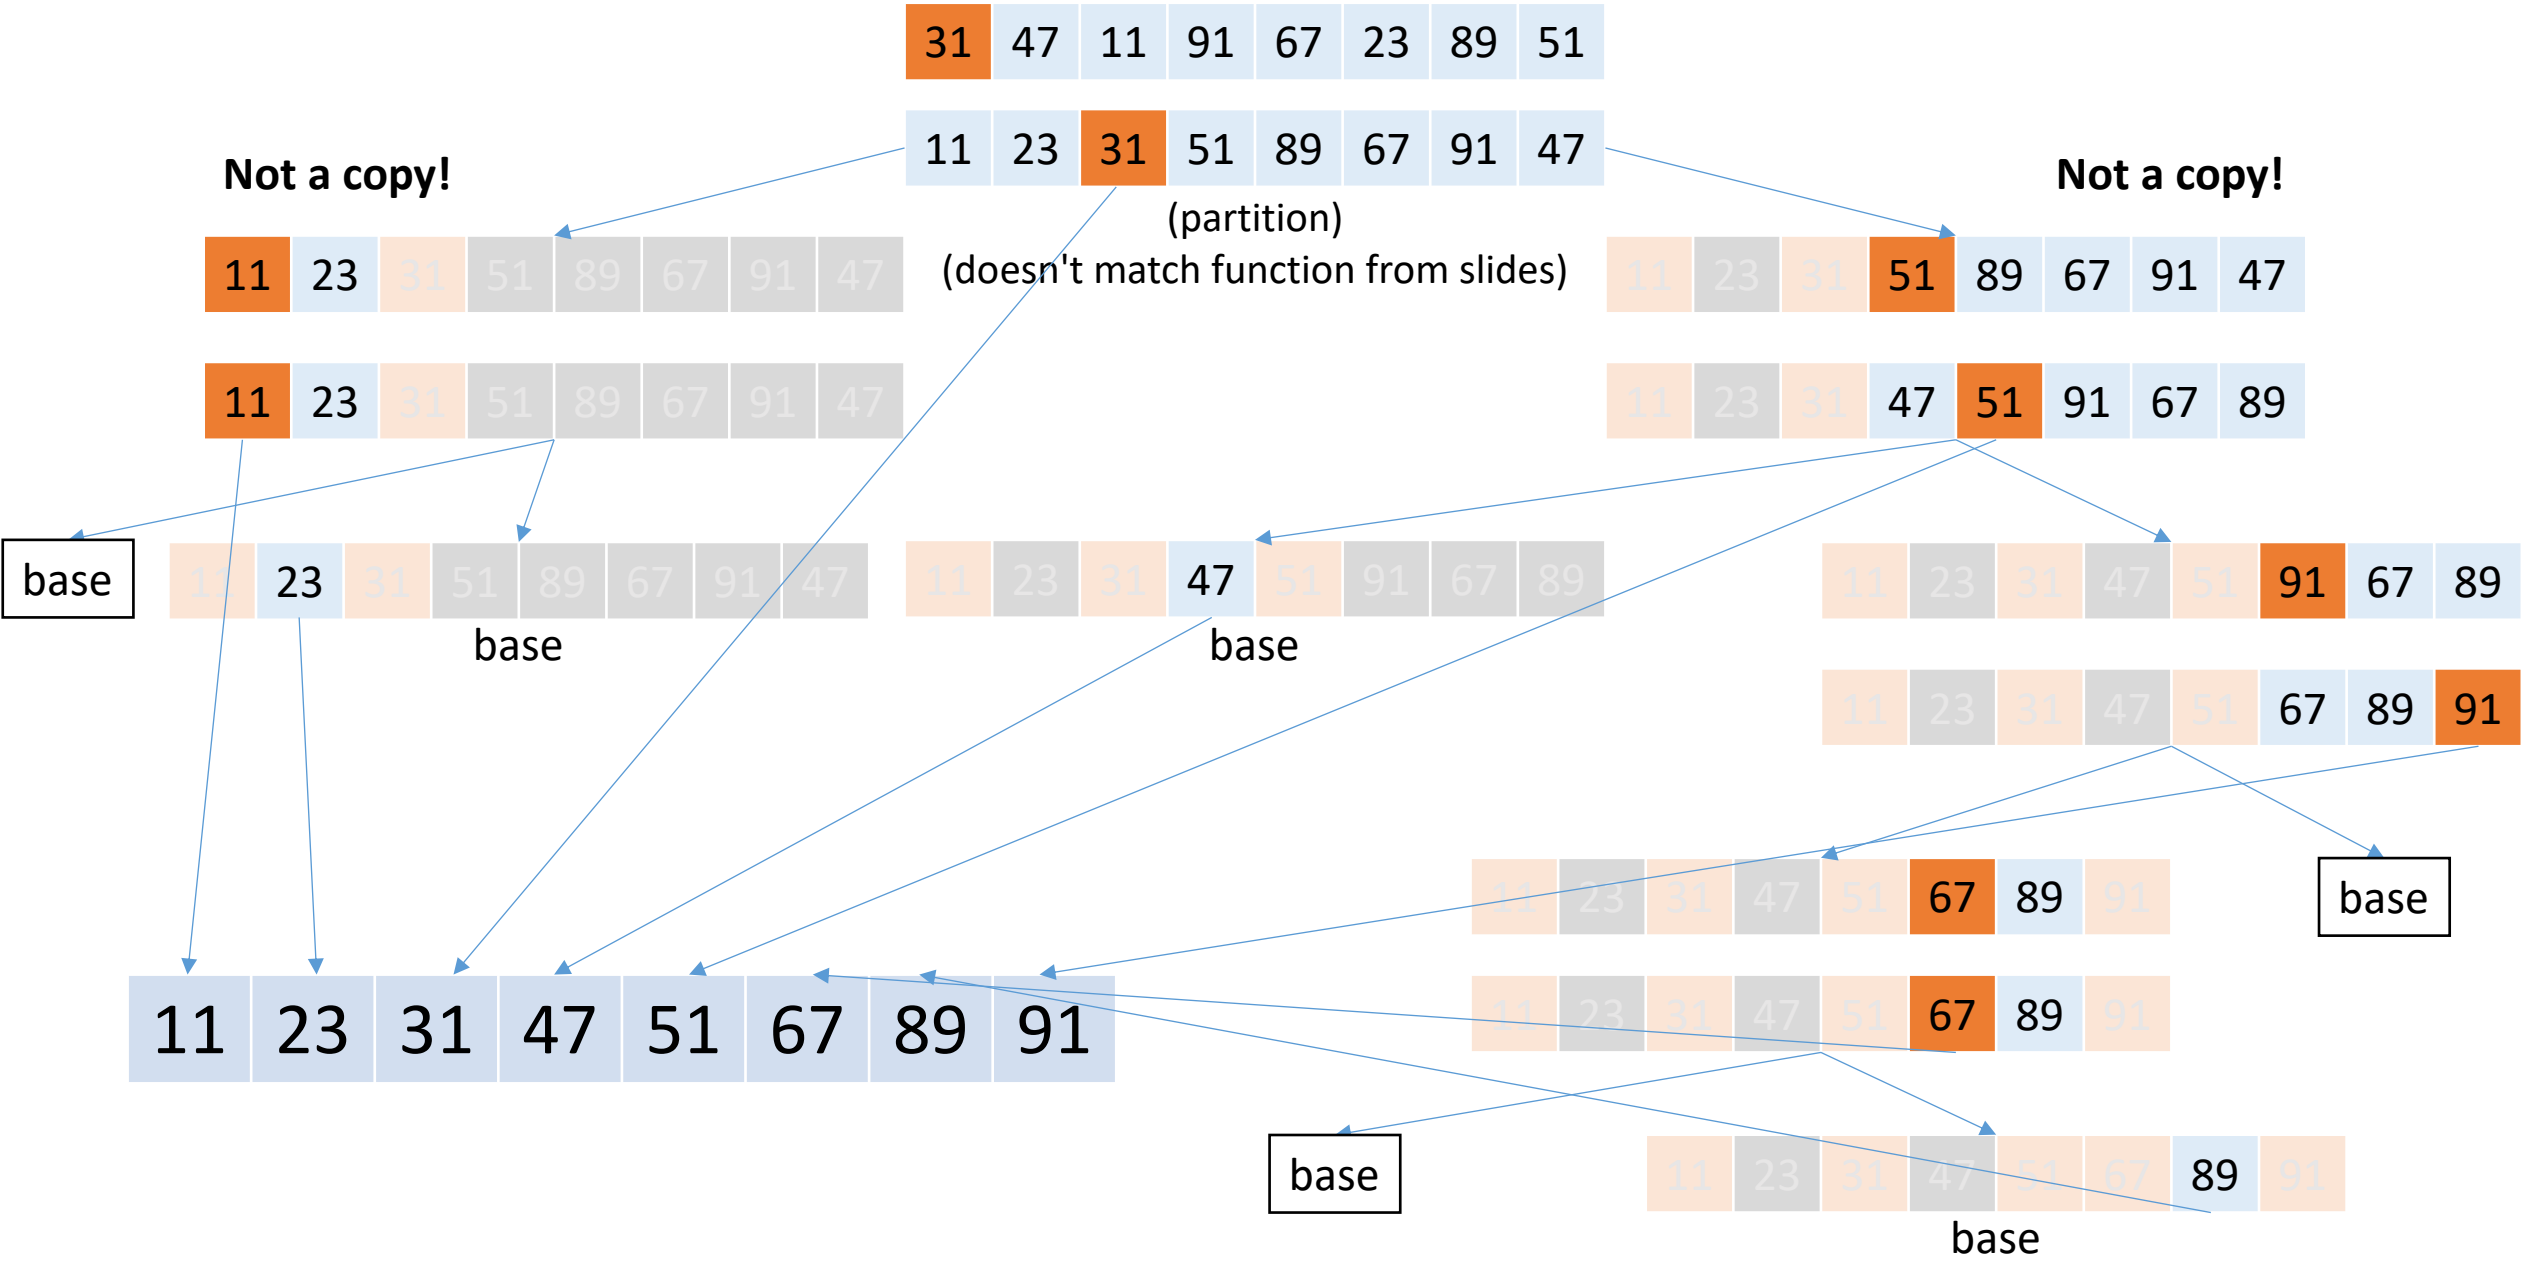 31 47 11 91 67 23 89 51
11 23 31 51 89 67 91 47
Not a copy!
Not a copy!
(partition)
(doesn't match function from slides)
11 23 31 51 89 67 91 47
11 23 31 51 89 67 91 47
11 23 31 51 89 67 91 47
11 23 31 47 51 91 67 89
base
11 23 31 51 89 67 91 47
base
11 23 31 47 51 91 67 89
base
11 23 31 47 51 91 67 89
11 23 31 47 51 67 89 91
11 23 31 47 51 67 89 91
base
11 23 31 47 51 67 89 91
11 23 31 47 51 67 89 91
base
11 23 31 47 51 67 89 91
base